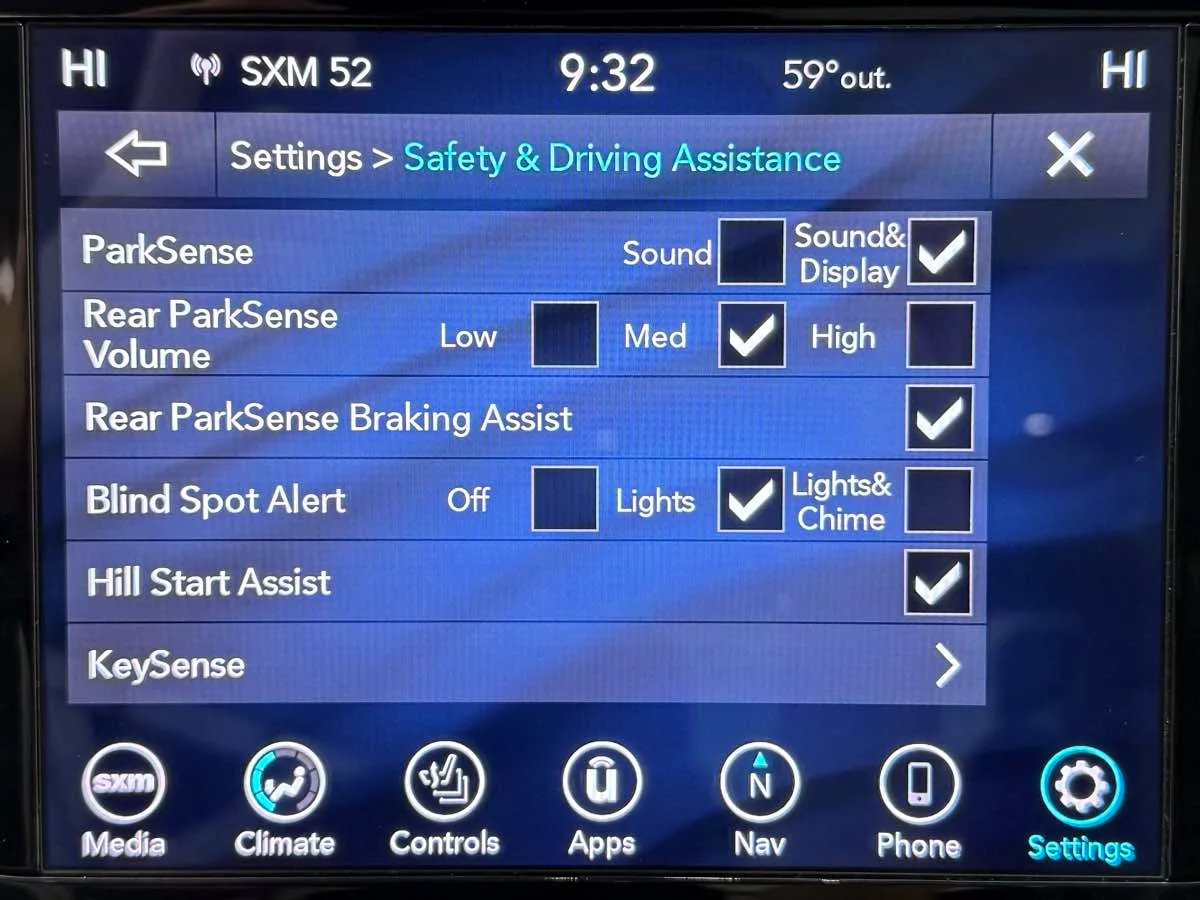 HI SXM 52 9:32 59°out. HI
Settings > Safety & Driving Assistance
ParkSense Sound Sound&
Display
Rear ParkSense
Volume Low Med High
Rear ParkSense Braking Assist
Blind Spot Alert Off Lights Lights&
Chime
Hill Start Assist
KeySense
sxm ū N
Media Climate Controls Apps Nav Phone Settings